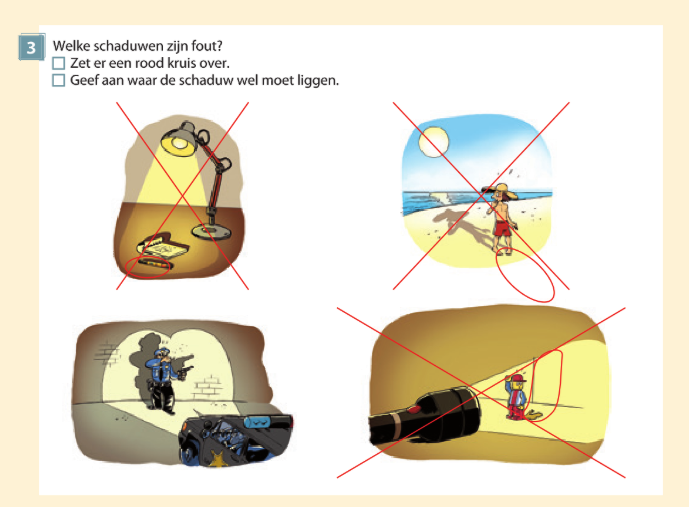 3 Welke schaduwen zijn fout?
Zet er een rood kruis over.
Geef aan waar de schaduw wel moet liggen.